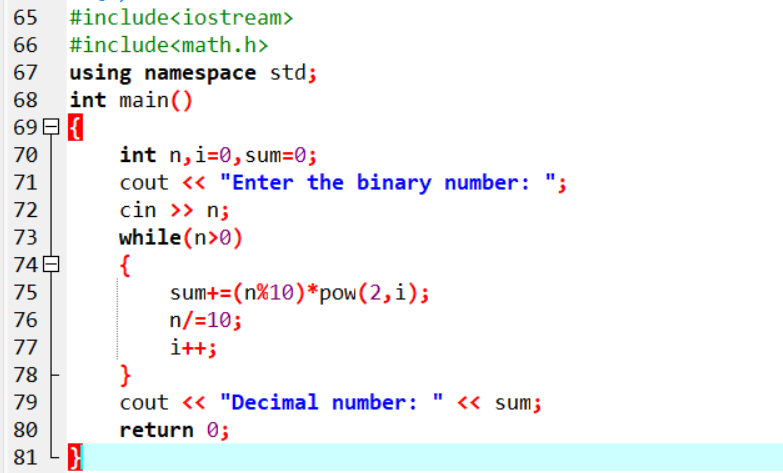 65 #include<iostream>
66 #include<math.h>
67 using namespace std;
68 int main()
69 {
70 int n,i=0,sum=0;
71 cout << "Enter the binary number: ";
72 cin >> n;
73 while(n>0)
74 {
75 sum+=(n%10)*pow(2,i);
76 n/=10;
77 i++;
78 }
79 cout << "Decimal number: " << sum;
80 return 0;
81 }